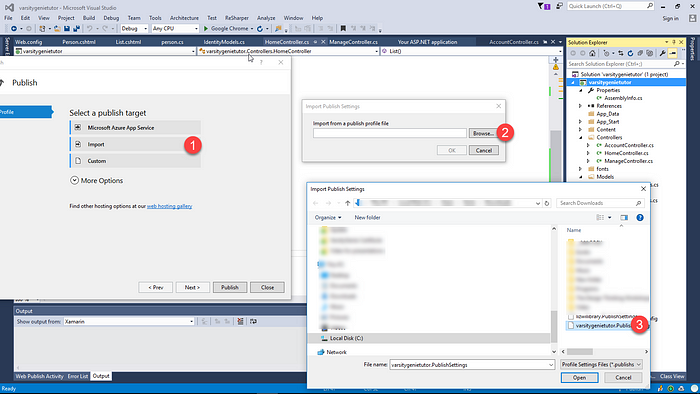 varsitygenietutor - Microsoft Visual Studio
Quick Launch (Ctrl+Q)
File Edit View Project Build Debug Team Tools Architecture Test ReSharper Analyze Window Help
Sign in
Debug Any CPU Google Chrome
Web.config Person.cshtml List.cshtml person.cs IdentityModels.cs HomeController.cs ManageController.cs Your ASP.NET application AccountController.cs
varsitygenietutor varsitygenietutor.Controllers.HomeController List()
Solution Explorer
Search Solution Explorer
Solution 'varsitygenietutor' (1 project)
varsitygenietutor
Properties
AssemblyInfo.cs
References
App_Data
App_Start
Content
Controllers
AccountController.cs
HomeController.cs
ManageController.cs
fonts
Models
Properties
Publish
Profile
Select a publish target
Microsoft Azure App Service
Import
1
Custom
More Options
Find other hosting options at our web hosting gallery
< Prev
Next >
Publish
Close
Import Publish Settings
Import from a publish profile file
Browse...
2
OK
Cancel
Import Publish Settings
Search Downloads
Organize
New Folder
Name
varsitygenietutor.Publis
3
Local Disk (C:)
Network
File name:
varsitygenietutor.PublishSettings
Profile Settings Files (*.publishs
Open
Cancel
Output
Show output from: Xamarin
Web Publish Activity Error List Output
Class View
Ready
Publish